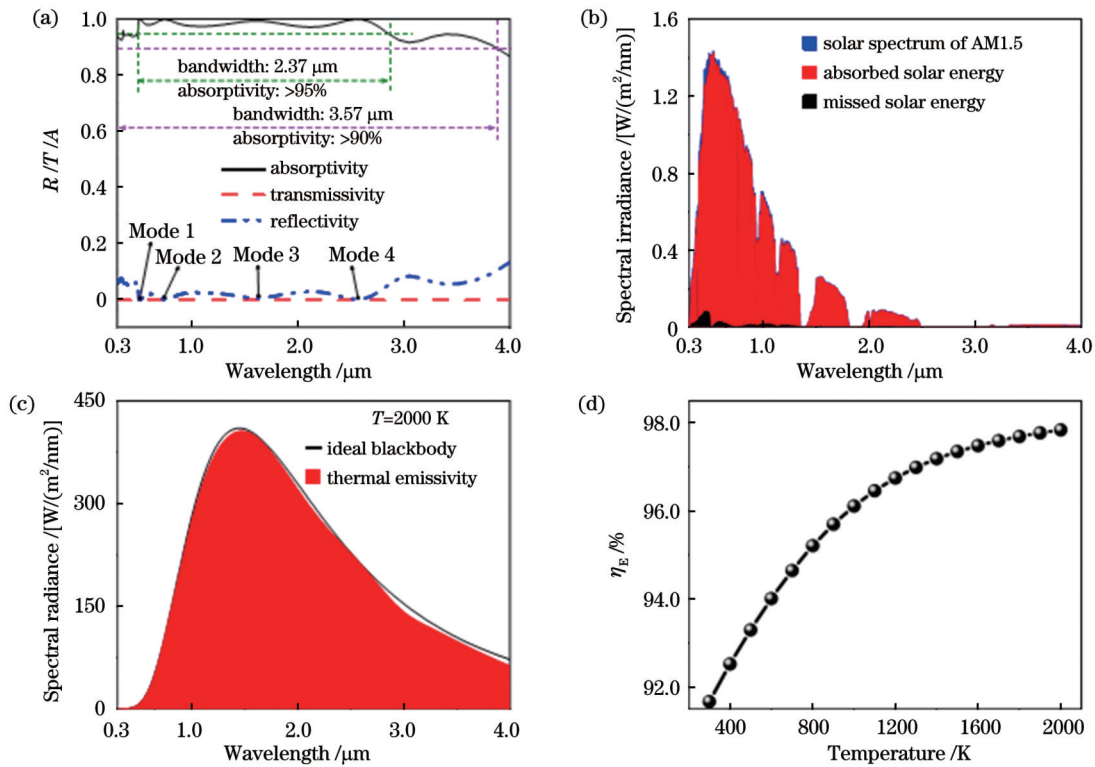 (a)
1.0
0.8
0.6
0.4
0.2
0
R/T/A
bandwidth: 2.37 μm
absorptivity: >95%
bandwidth: 3.57 μm
absorptivity: >90%
absorptivity
transmissivity
reflectivity
Mode 1
Mode 2
Mode 3
Mode 4
0.3 1.0 2.0 3.0 4.0
Wavelength /μm
(b)
1.6
1.2
0.8
0.4
0
Spectral irradiance /[W/(m²/nm)]
solar spectrum of AM1.5
absorbed solar energy
missed solar energy
0.3 1.0 2.0 3.0 4.0
Wavelength /μm
(c)
450
300
150
0
Spectral radiance /[W/(m²/nm)]
T=2000 K
ideal blackbody
thermal emissivity
0.3 1.0 2.0 3.0 4.0
Wavelength /μm
(d)
98.0
96.0
94.0
92.0
ηE /%
400 800 1200 1600 2000
Temperature /K